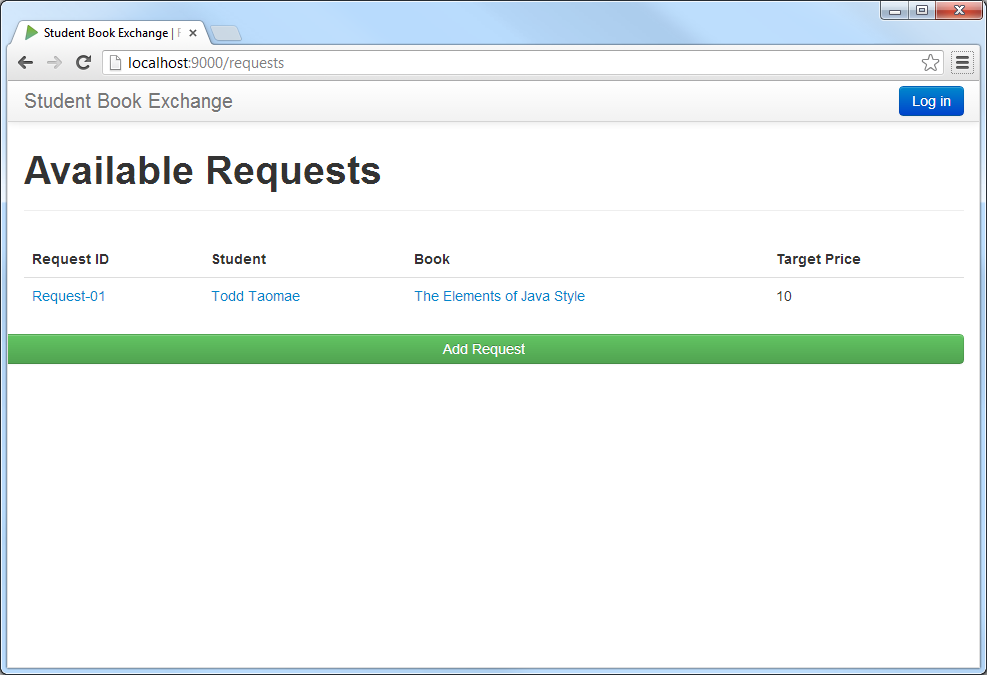 Student Book Exchange |
localhost:9000/requests
Student Book Exchange
Log in
Available Requests
Request ID Student Book Target Price
Request-01 Todd Taomae The Elements of Java Style 10
Add Request